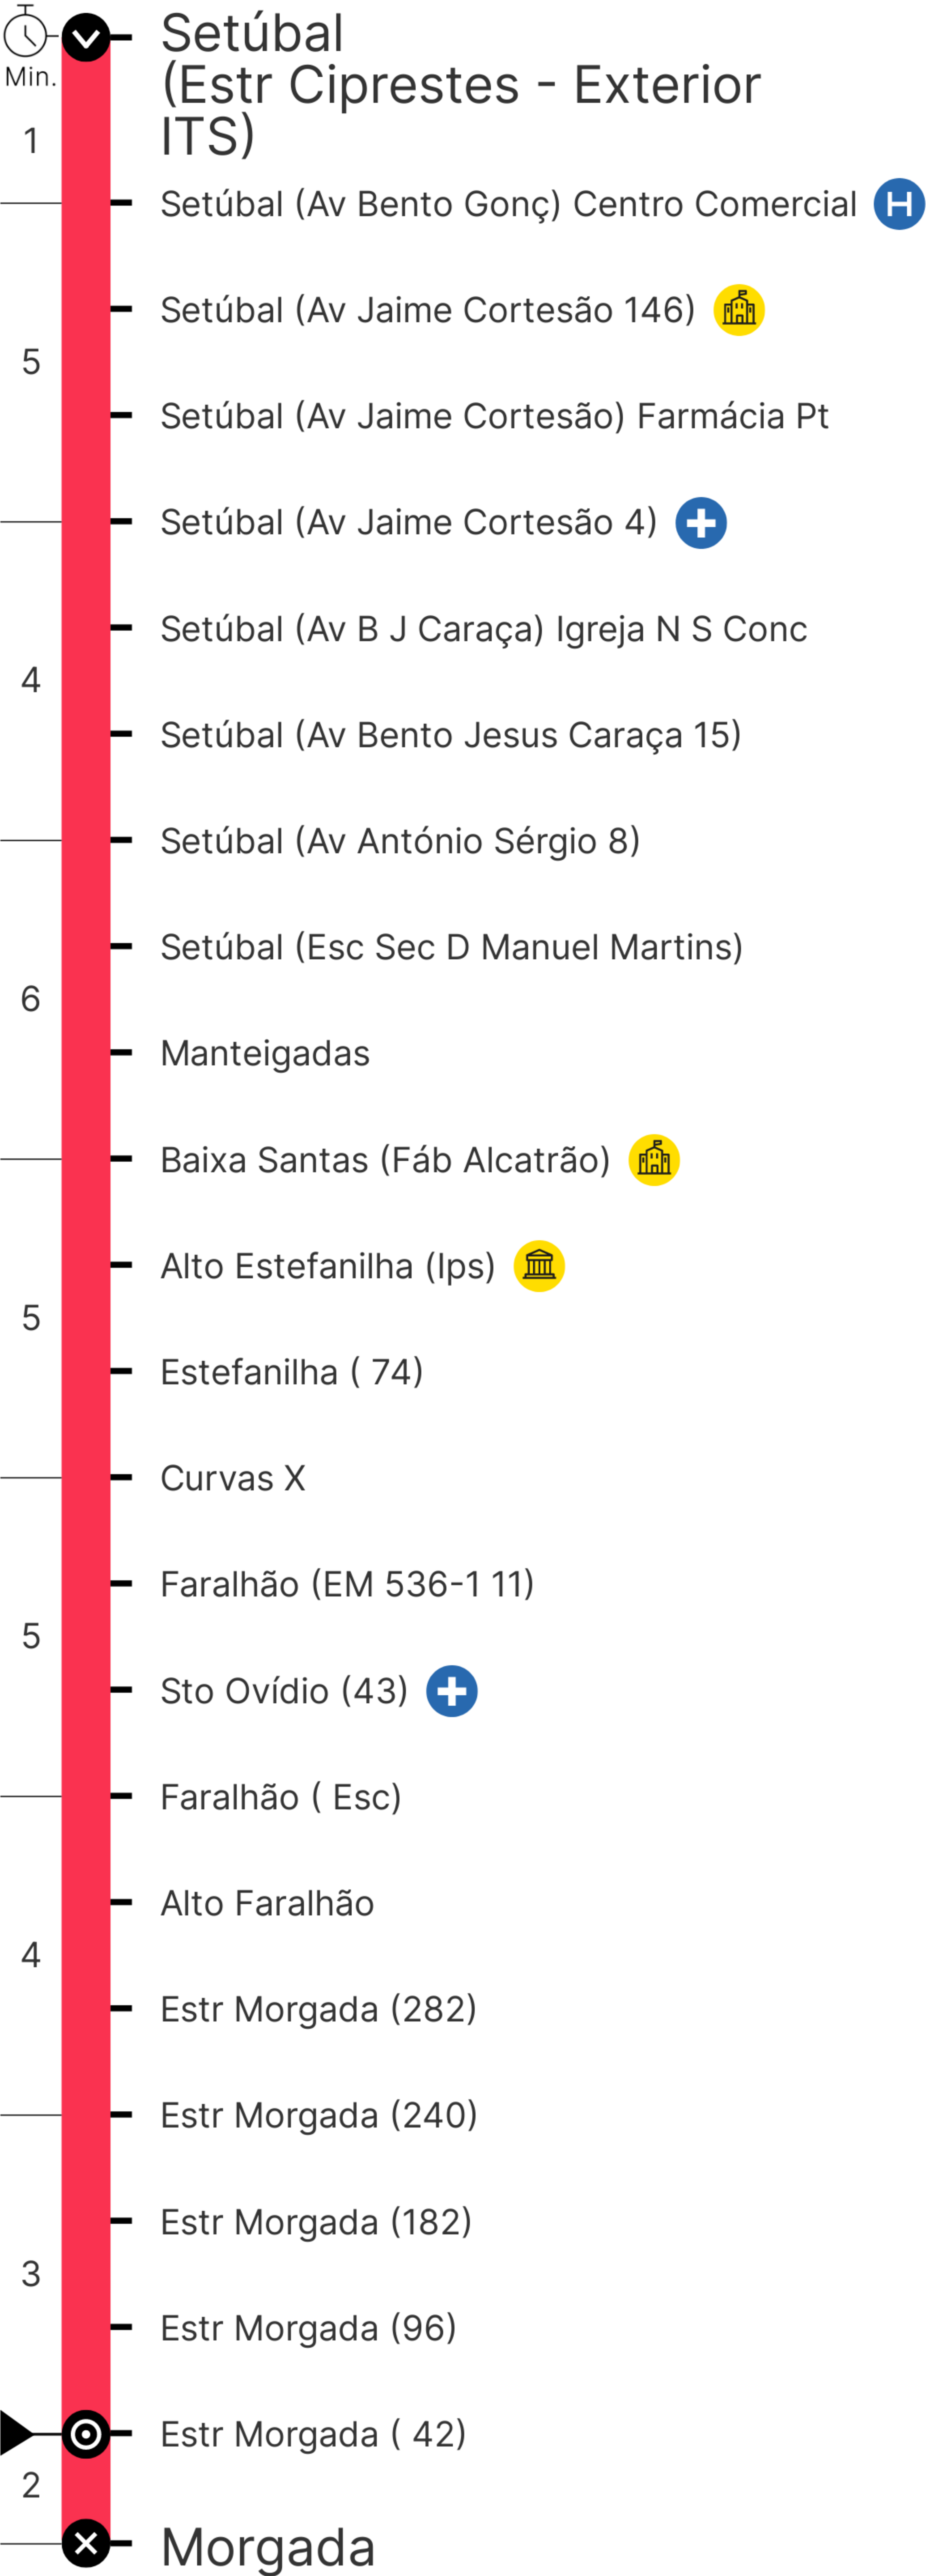 Min.
Setúbal
(Estr Ciprestes - Exterior
ITS)
1
Setúbal (Av Bento Gonç) Centro Comercial H
Setúbal (Av Jaime Cortesão 146)
5
Setúbal (Av Jaime Cortesão) Farmácia Pt
Setúbal (Av Jaime Cortesão 4)
Setúbal (Av B J Caraça) Igreja N S Conc
4
Setúbal (Av Bento Jesus Caraça 15)
Setúbal (Av António Sérgio 8)
Setúbal (Esc Sec D Manuel Martins)
6
Manteigadas
Baixa Santas (Fáb Alcatrão)
Alto Estefanilha (Ips)
5
Estefanilha ( 74)
Curvas X
Faralhão (EM 536-1 11)
5
Sto Ovídio (43)
Faralhão ( Esc)
Alto Faralhão
4
Estr Morgada (282)
Estr Morgada (240)
Estr Morgada (182)
3
Estr Morgada (96)
Estr Morgada ( 42)
2
Morgada